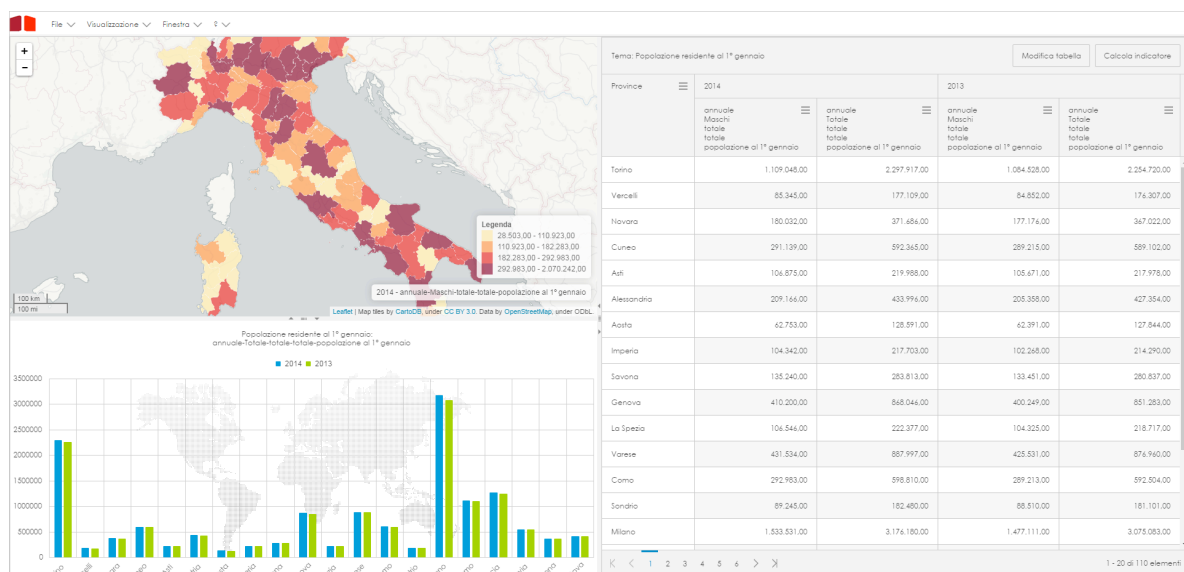 File Visualizzazione Finestra ?
+
−
Legenda
28.503,00 - 110.923,00
110.923,00 - 182.283,00
182.283,00 - 292.983,00
292.983,00 - 2.070.242,00
2014 - annuale-Maschi-totale-totale-popolazione al 1° gennaio
100 km
100 mi
Leaflet | Map tiles by CartoDB, under CC BY 3.0. Data by OpenStreetMap, under ODbL.
Popolazione residente al 1° gennaio:
annuale-Totale-totale-totale-popolazione al 1° gennaio
2014 2013
3500000
3000000
2500000
2000000
1500000
1000000
500000
0
Tema: Popolazione residente al 1° gennaio Modifica tabella Calcola indicatore
Province 2014 2013
annuale annuale annuale annuale
Maschi Totale Maschi Totale
totale totale totale totale
totale totale totale totale
popolazione al 1° gennaio popolazione al 1° gennaio popolazione al 1° gennaio popolazione al 1° gennaio
Torino 1.109.048,00 2.297.917,00 1.084.528,00 2.254.720,00
Vercelli 85.345,00 177.109,00 84.852,00 176.307,00
Novara 180.032,00 371.686,00 177.176,00 367.022,00
Cuneo 291.139,00 592.365,00 289.215,00 589.102,00
Asti 106.875,00 219.988,00 105.671,00 217.978,00
Alessandria 209.166,00 433.996,00 205.358,00 427.354,00
Aosta 62.753,00 128.591,00 62.391,00 127.844,00
Imperia 104.342,00 217.703,00 102.268,00 214.290,00
Savona 135.240,00 283.813,00 133.451,00 280.837,00
Genova 410.200,00 868.046,00 400.249,00 851.283,00
La Spezia 106.546,00 222.377,00 104.325,00 218.717,00
Varese 431.534,00 887.997,00 425.531,00 876.960,00
Como 292.983,00 598.810,00 289.213,00 592.504,00
Sondrio 89.245,00 182.480,00 88.510,00 181.101,00
Milano 1.533.531,00 3.176.180,00 1.477.111,00 3.075.083,00
1 2 3 4 5 6 1 - 20 di 110 elementi